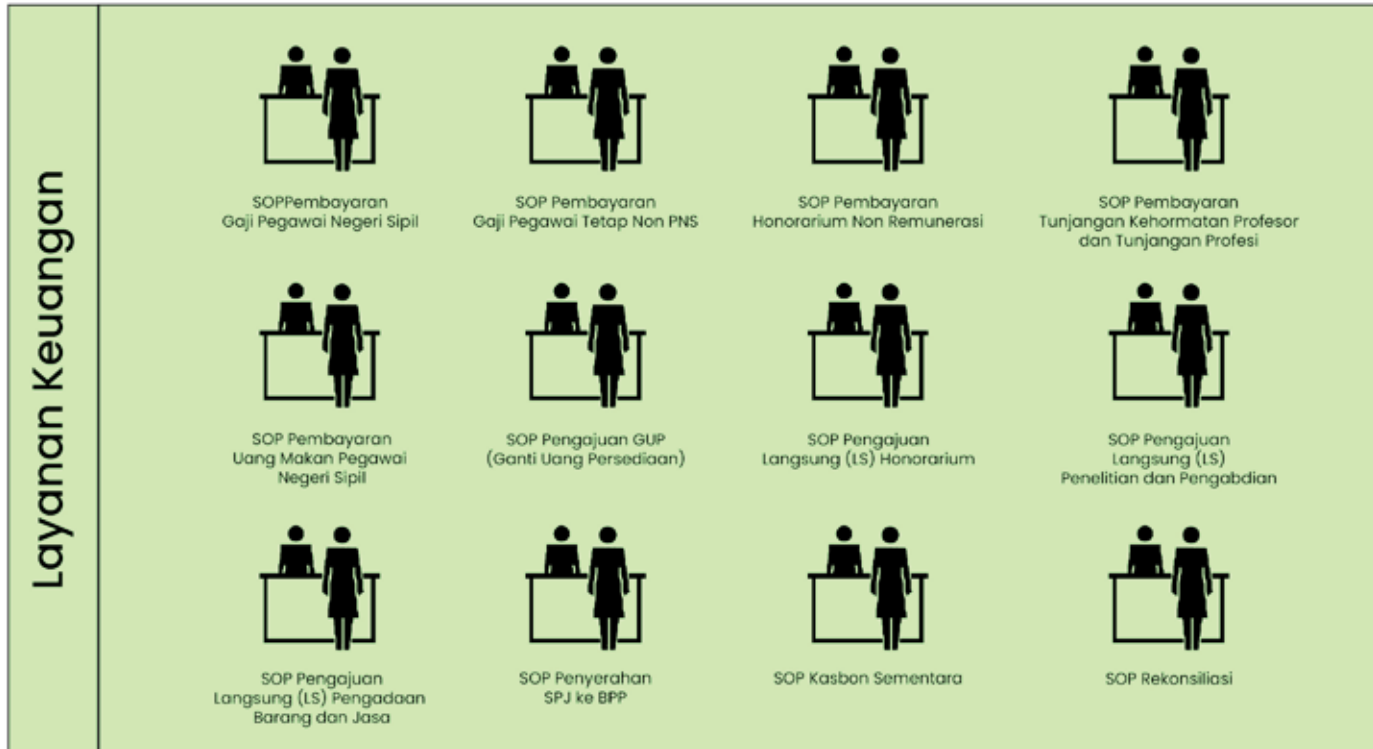 Layanan Keuangan
SOPPembayaran
Gaji Pegawai Negeri Sipil
SOP Pembayaran
Gaji Pegawai Tetap Non PNS
SOP Pembayaran
Honorarium Non Remunerasi
SOP Pembayaran
Tunjangan Kehormatan Profesor
dan Tunjangan Profesi
SOP Pembayaran
Uang Makan Pegawai
Negeri Sipil
SOP Pengajuan GUP
(Ganti Uang Persediaan)
SOP Pengajuan
Langsung (LS) Honorarium
SOP Pengajuan
Langsung (LS)
Penelitian dan Pengabdian
SOP Pengajuan
Langsung (LS) Pengadaan
Barang dan Jasa
SOP Penyerahan
SPJ ke BPP
SOP Kasbon Sementara
SOP Rekonsiliasi